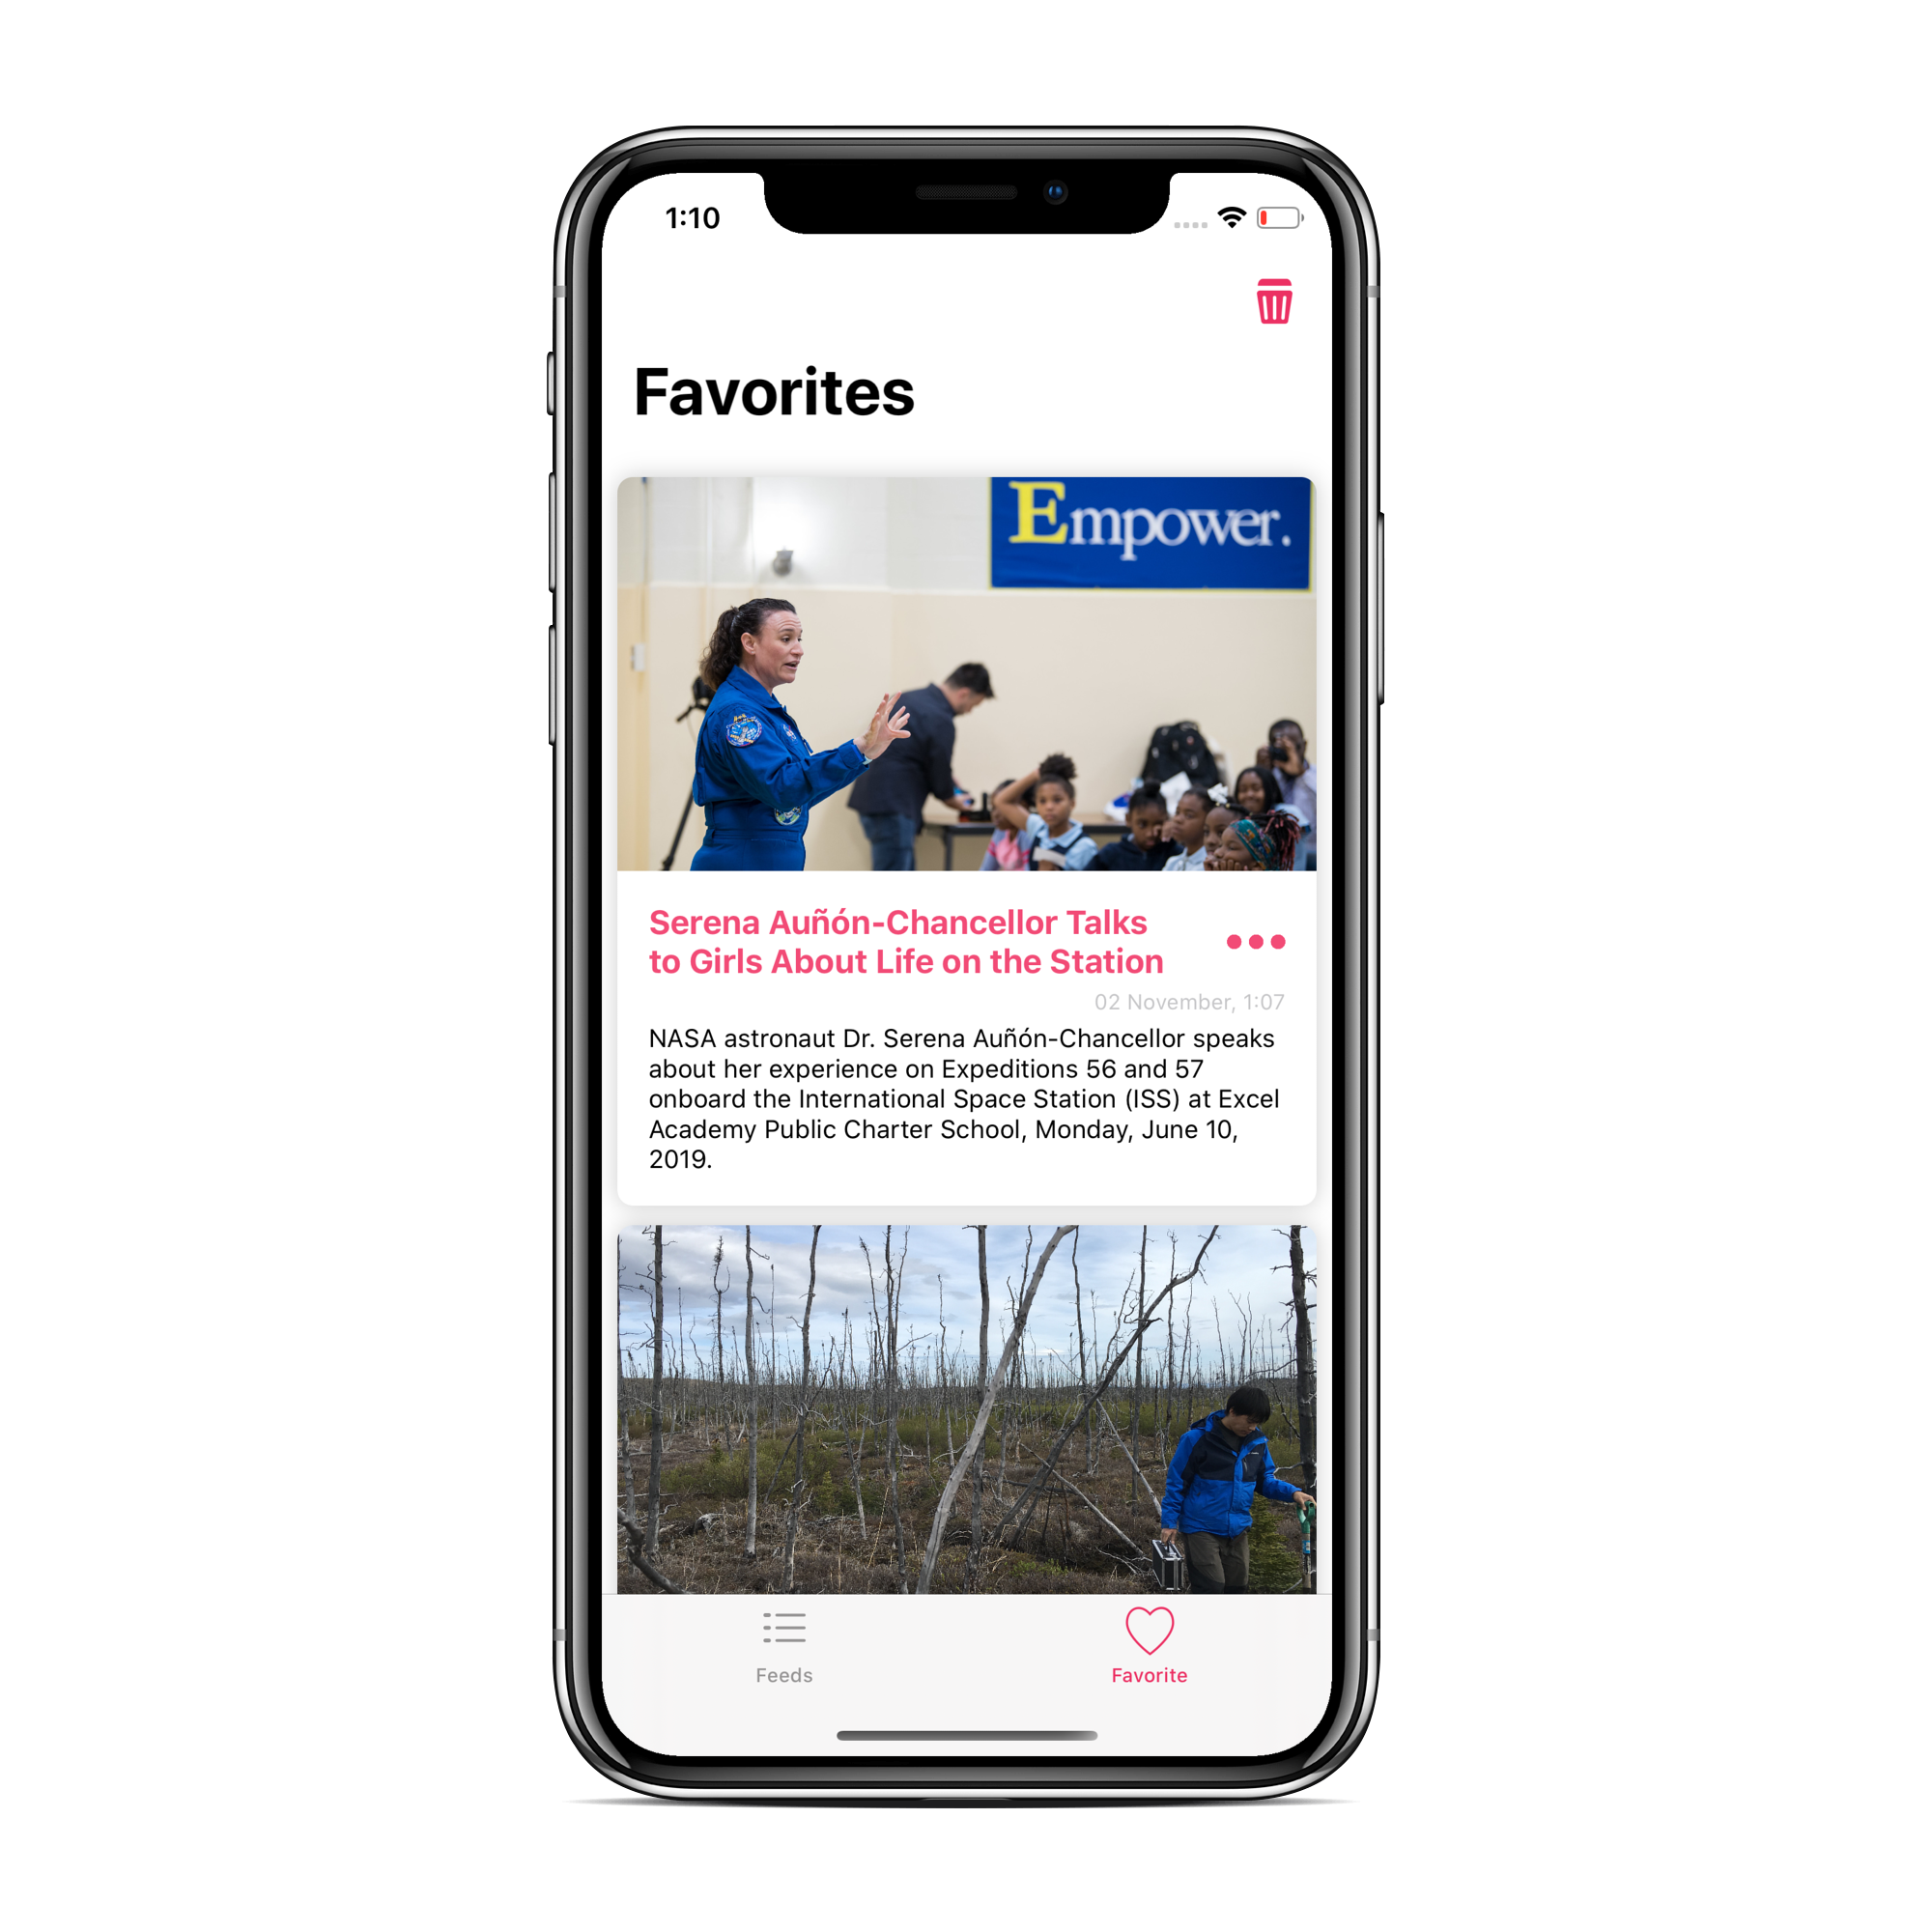 1:10
Favorites
Empower.
Serena Auñón-Chancellor Talks
to Girls About Life on the Station
02 November, 1:07
NASA astronaut Dr. Serena Auñón-Chancellor speaks
about her experience on Expeditions 56 and 57
onboard the International Space Station (ISS) at Excel
Academy Public Charter School, Monday, June 10,
2019.
Feeds
Favorite